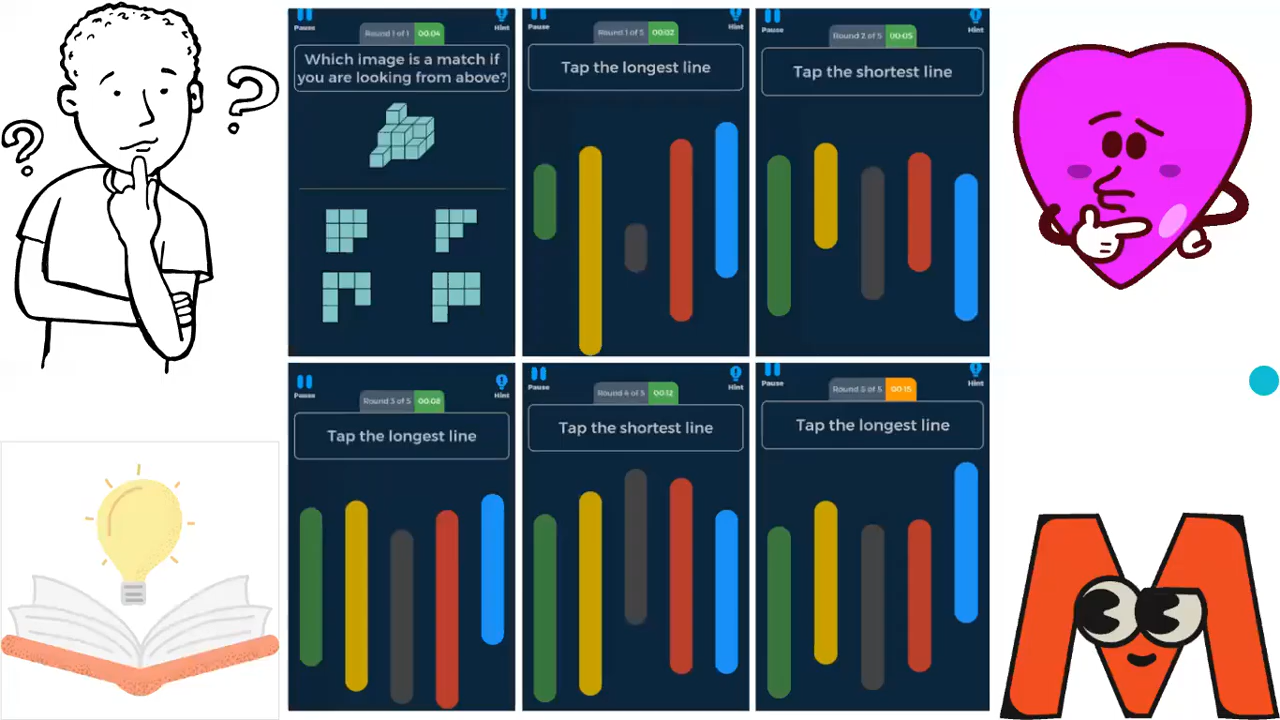 Pause
Round 1 of 1 00:04
Hint
Which image is a match if
you are looking from above?
Pause
Round 1 of 5 00:02
Hint
Tap the longest line
Pause
Round 2 of 5 00:05
Hint
Tap the shortest line
Pause
Round 3 of 5 00:08
Hint
Tap the longest line
Pause
Round 4 of 5 00:12
Hint
Tap the shortest line
Pause
Round 5 of 5 00:15
Hint
Tap the longest line
M